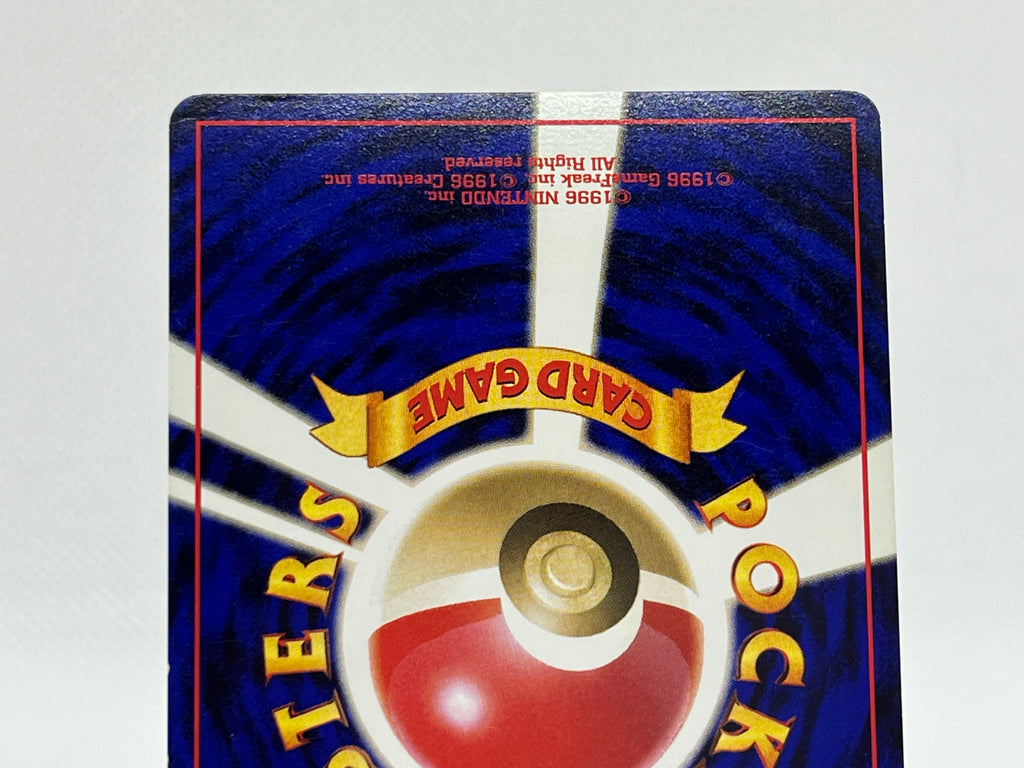 POCK
STERS
CARD GAME
©1996 NINTENDO inc.
©1996 GameFreak inc. ©1996 Creatures inc.
All Rights reserved.